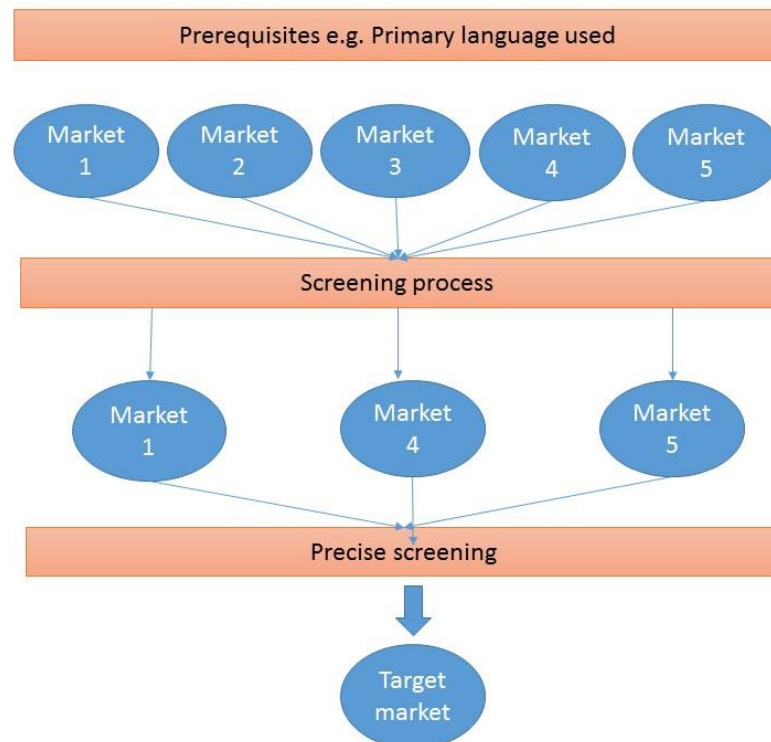 Prerequisites e.g. Primary language used
Market
1
Market
2
Market
3
Market
4
Market
5
Screening process
Market
1
Market
4
Market
5
Precise screening
Target
market